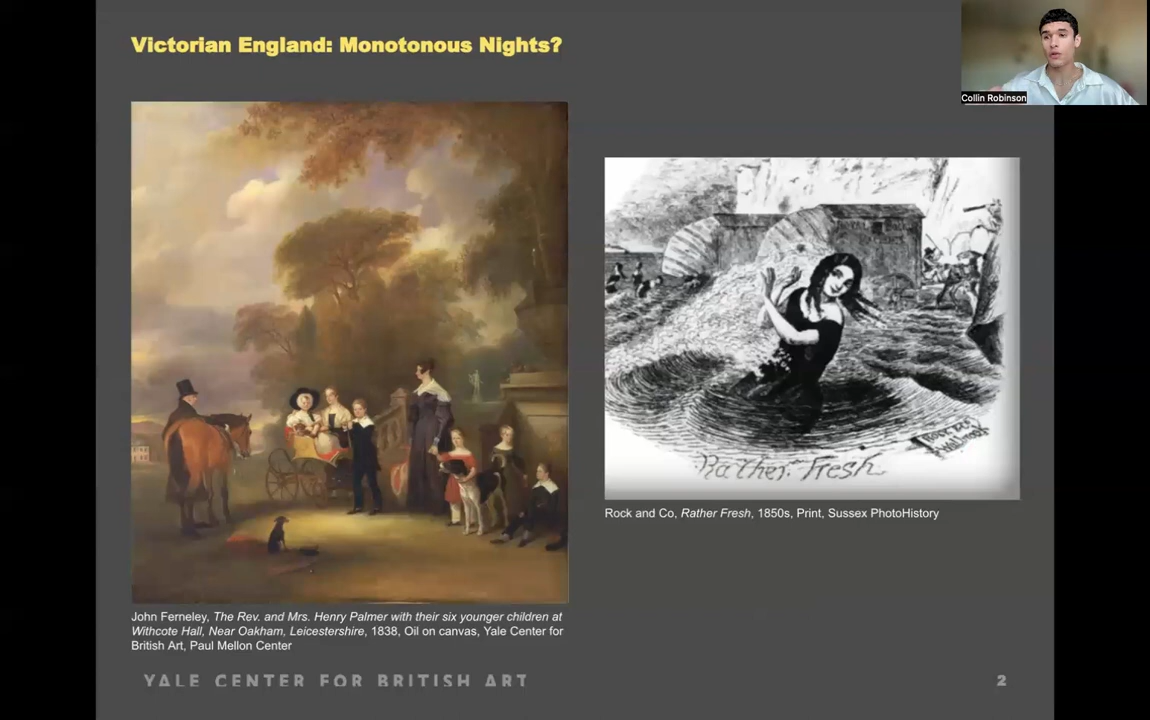 Victorian England: Monotonous Nights?
Collin Robinson
Rather Fresh
Rock and Co, Rather Fresh, 1850s, Print, Sussex PhotoHistory
John Ferneley, The Rev. and Mrs. Henry Palmer with their six younger children at
Withcote Hall, Near Oakham, Leicestershire, 1838, Oil on canvas, Yale Center for
British Art, Paul Mellon Center
YALE CENTER FOR BRITISH ART
2